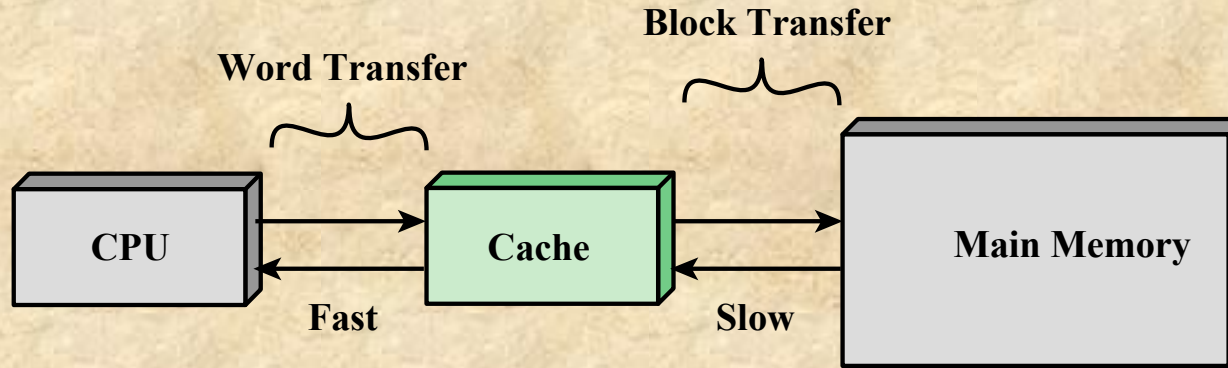 Block Transfer
Word Transfer
CPU
Cache
Main Memory
Fast
Slow